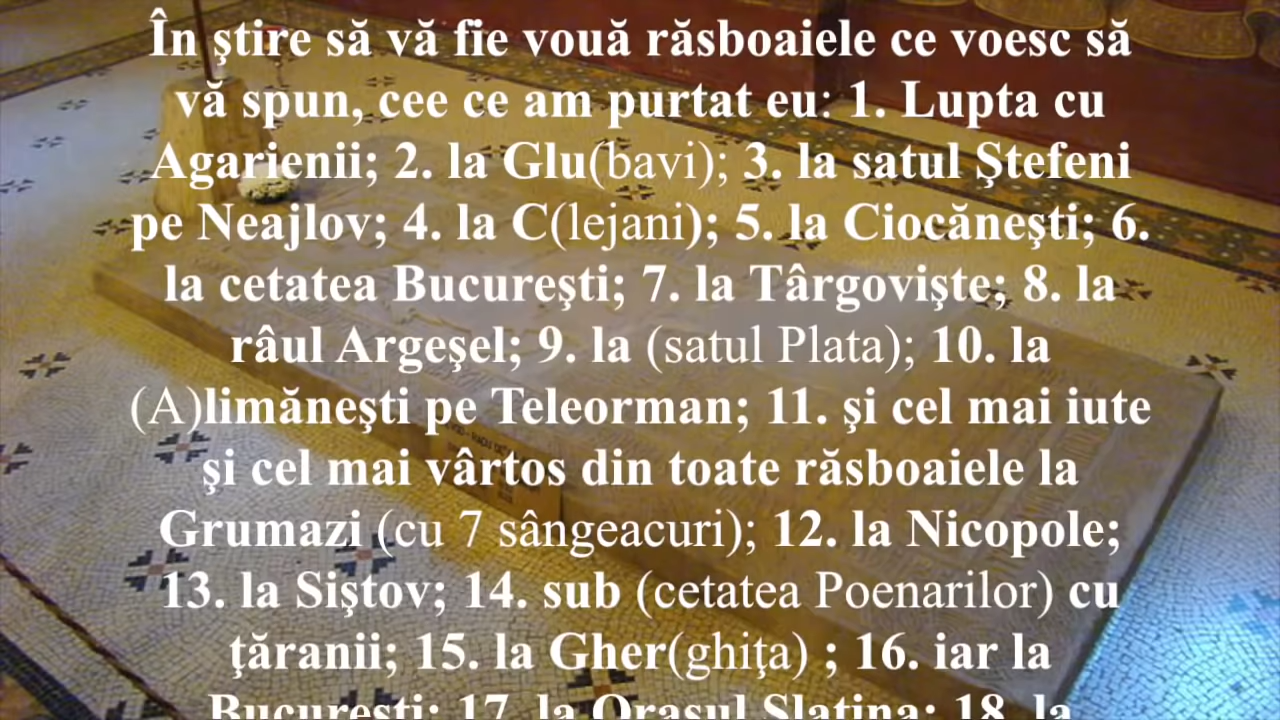 În ştire să vă fie vouă răsboaiele ce voesc să
vă spun, cee ce am purtat eu: 1. Lupta cu
Agarienii; 2. la Glu(bavi); 3. la satul Ştefeni
pe Neajlov; 4. la C(lejani); 5. la Ciocăneşti; 6.
la cetatea Bucureşti; 7. la Târgovişte; 8. la
râul Argeşel; 9. la (satul Plata); 10. la
(A)limăneşti pe Teleorman; 11. şi cel mai iute
şi cel mai vârtos din toate răsboaiele la
Grumazi (cu 7 sângeacuri); 12. la Nicopole;
13. la Siştov; 14. sub (cetatea Poenarilor) cu
ţăranii; 15. la Gher(ghiţa) ; 16. iar la
Bucureşti; 17. la Oraşul Slatina; 18. la